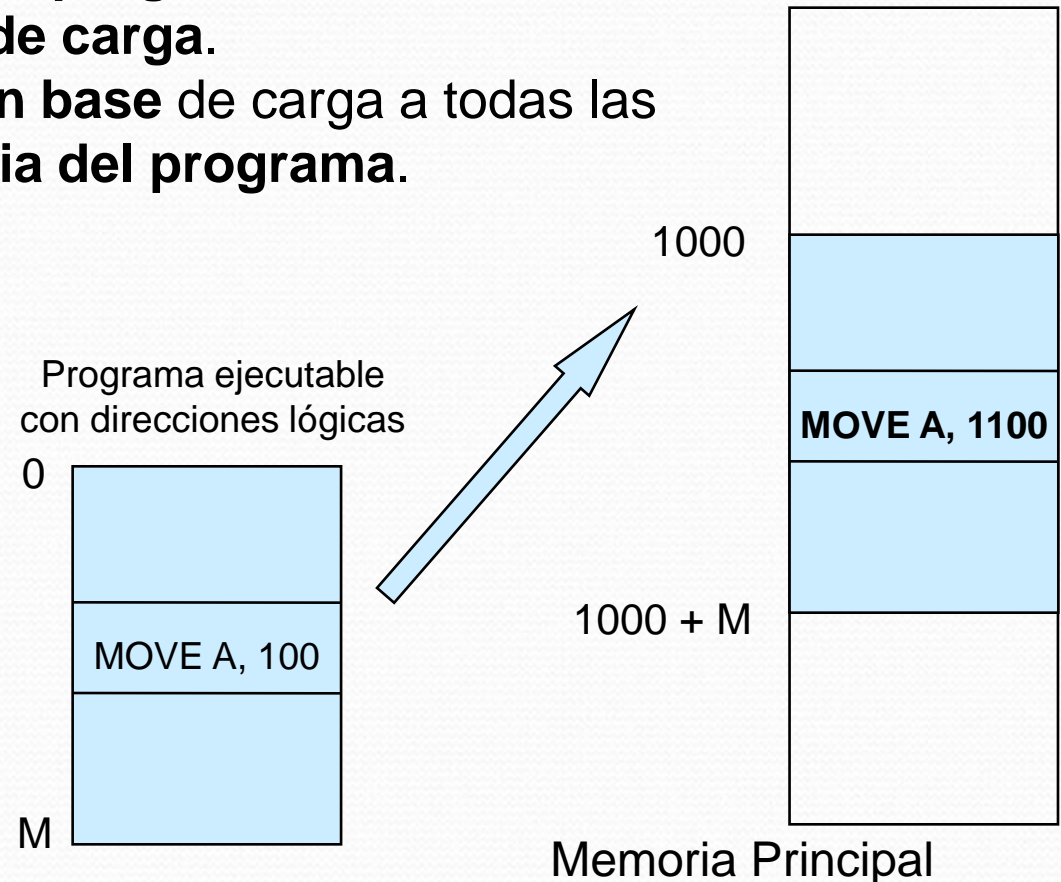 de carga.
n base de carga a todas las
ia del programa.
1000
Programa ejecutable
con direcciones lógicas
0
MOVE A, 1100
1000 + M
MOVE A, 100
M
Memoria Principal